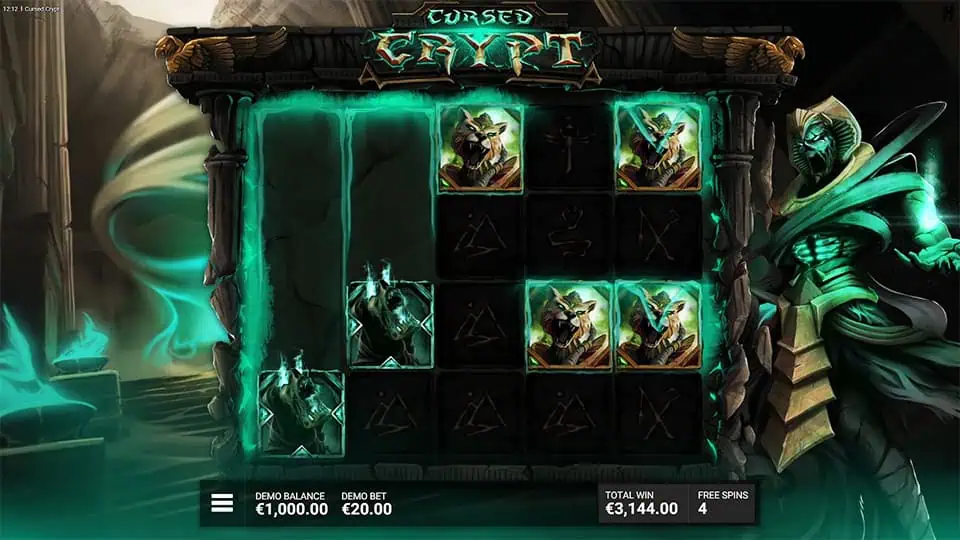 12:12 | Cursed Crypt
CURSED
CRYPT
DEMO BALANCE
€1,000.00
DEMO BET
€20.00
TOTAL WIN
€3,144.00
FREE SPINS
4